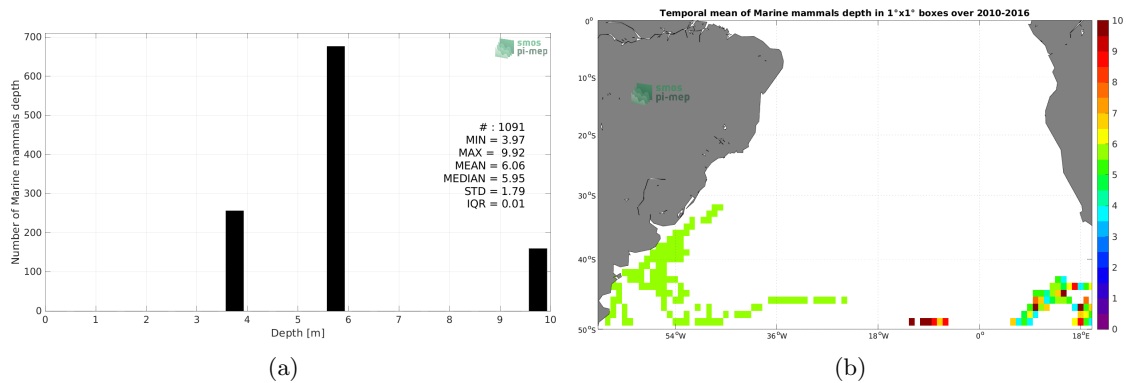 700
600
500
400
300
200
100
0
Number of Marine mammals depth
smos
pi-mep
# : 1091
MIN = 3.97
MAX = 9.92
MEAN = 6.06
MEDIAN = 5.95
STD = 1.79
IQR = 0.01
0 1 2 3 4 5 6 7 8 9 10
Depth [m]
(a)
Temporal mean of Marine mammals depth in 1°x1° boxes over 2010-2016
0°
10°S
20°S
30°S
40°S
50°S
smos
pi-mep
54°W 36°W 18°W 0° 18°E
10
9
8
7
6
5
4
3
2
1
0
(b)